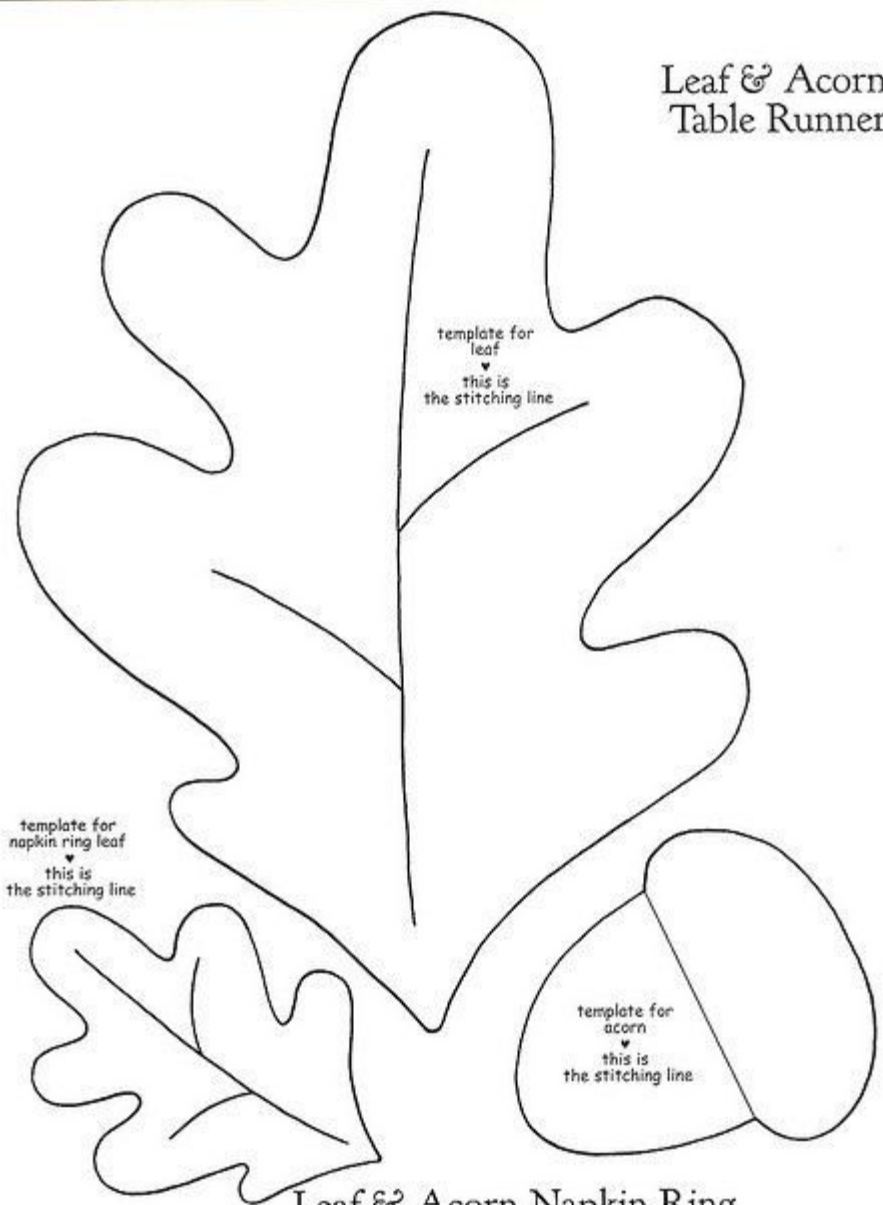 Leaf & Acorn
Table Runner
template for
leaf
♥
this is
the stitching line
template for
napkin ring leaf
♥
this is
the stitching line
template for
acorn
♥
this is
the stitching line
Leaf & Acorn Napkin Ring